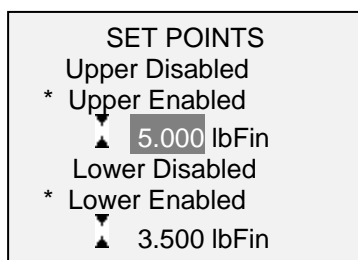 SET POINTS
Upper Disabled
* Upper Enabled
5.000 lbFin
Lower Disabled
* Lower Enabled
3.500 lbFin